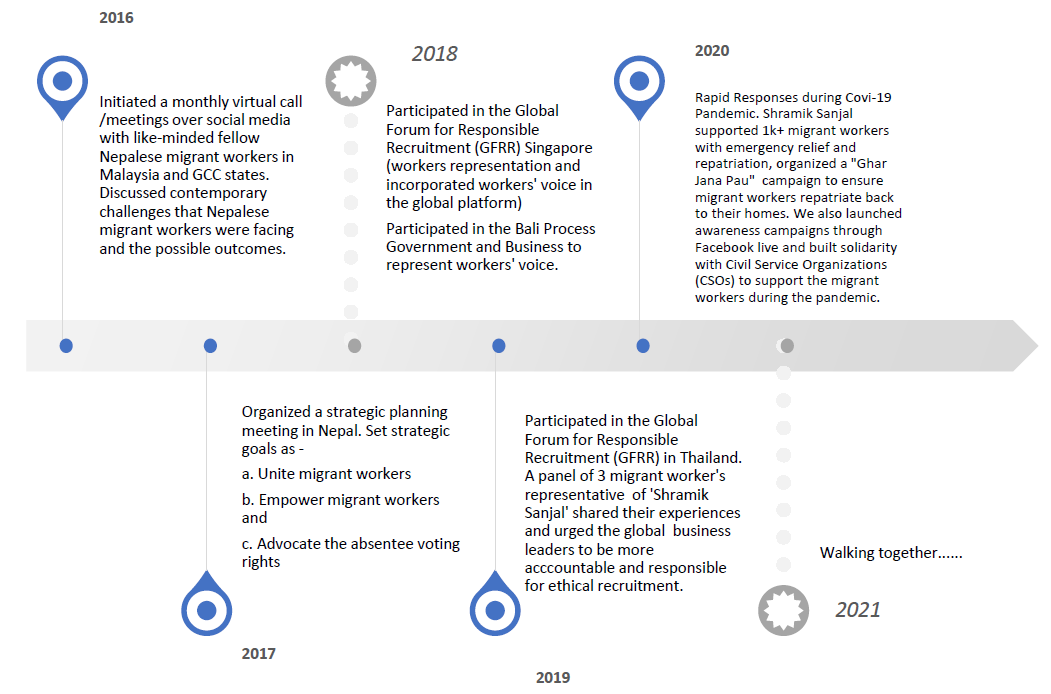 2016
Initiated a monthly virtual call
/meetings over social media
with like-minded fellow
Nepalese migrant workers in
Malaysia and GCC states.
Discussed contemporary
challenges that Nepalese
migrant workers were facing
and the possible outcomes.
Organized a strategic planning
meeting in Nepal. Set strategic
goals as -
a. Unite migrant workers
b. Empower migrant workers
and
c. Advocate the absentee voting
rights
2017
2018
Participated in the Global
Forum for Responsible
Recruitment (GFRR) Singapore
(workers representation and
incorporated workers' voice in
the global platform)
Participated in the Bali Process
Government and Business to
represent workers' voice.
Participated in the Global
Forum for Responsible
Recruitment (GFRR) in Thailand.
A panel of 3 migrant worker's
representative of 'Shramik
Sanjal' shared their experiences
and urged the global business
leaders to be more
acccountable and responsible
for ethical recruitment.
2019
2020
Rapid Responses during Covi-19
Pandemic. Shramik Sanjal
supported 1k+ migrant workers
with emergency relief and
repatriation, organized a "Ghar
Jana Pau" campaign to ensure
migrant workers repatriate back
to their homes. We also launched
awareness campaigns through
Facebook live and built solidarity
with Civil Service Organizations
(CSOs) to support the migrant
workers during the pandemic.
Walking together......
2021